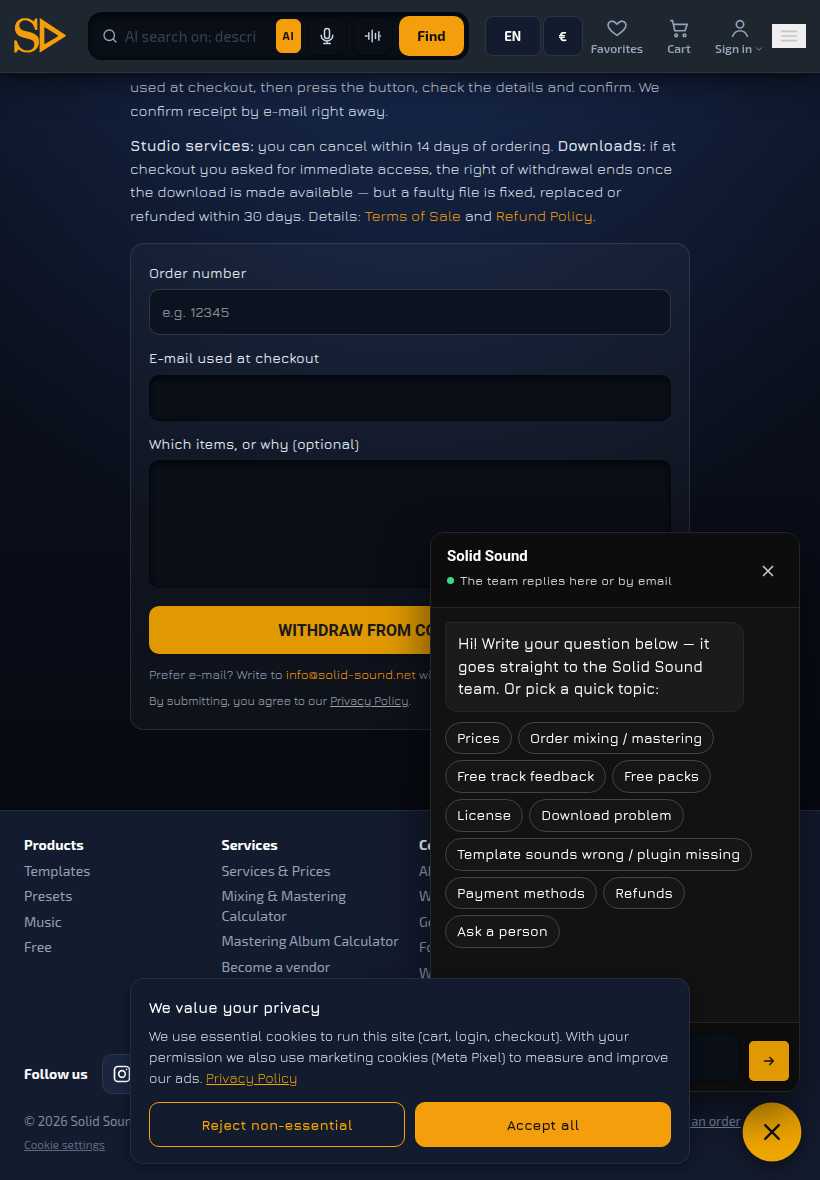 AI search on: descri
AI
Find
EN
€
Favorites
Cart
Sign in
used at checkout, then press the button, check the details and confirm. We
confirm receipt by e-mail right away.
Studio services: you can cancel within 14 days of ordering. Downloads: if at
checkout you asked for immediate access, the right of withdrawal ends once
the download is made available — but a faulty file is fixed, replaced or
refunded within 30 days. Details: Terms of Sale and Refund Policy.
Order number
e.g. 12345
E-mail used at checkout
Which items, or why (optional)
WITHDRAW FROM
Prefer e-mail? Write to info@solid-sound.net
By submitting, you agree to our Privacy Policy.
Solid Sound
The team replies here or by email
Hi! Write your question below — it
goes straight to the Solid Sound
team. Or pick a quick topic:
Prices
Order mixing / mastering
Free track feedback
Free packs
License
Download problem
Template sounds wrong / plugin missing
Payment methods
Refunds
Ask a person
Products
Templates
Presets
Music
Free
Services
Services & Prices
Mixing & Mastering
Calculator
Mastering Album Calculator
Become a vendor
Follow us
© 2026 Solid
an order
Cookie settings
We value your privacy
We use essential cookies to run this site (cart, login, checkout). With your
permission we also use marketing cookies (Meta Pixel) to measure and improve
our ads. Privacy Policy
Reject non-essential
Accept all